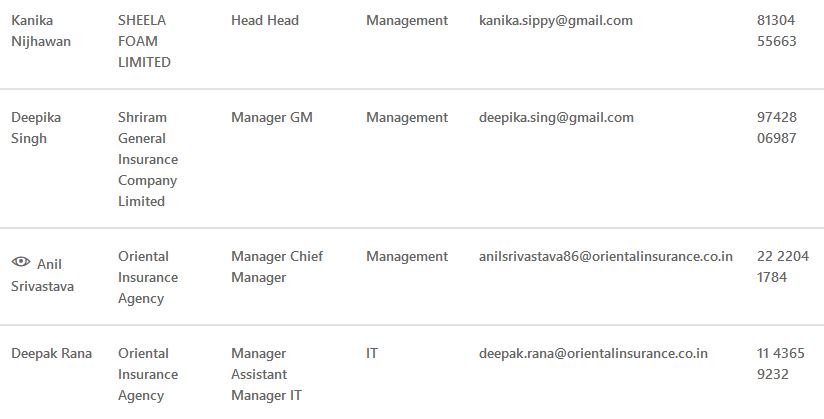 Kanika Nijhawan SHEELA FOAM LIMITED Head Head Management kanika.sippy@gmail.com 81304 55663
Deepika Singh Shriram General Insurance Company Limited Manager GM Management deepika.sing@gmail.com 97428 06987
Anil Srivastava Oriental Insurance Agency Manager Chief Manager Management anilsrivastava86@orientalinsurance.co.in 22 2204 1784
Deepak Rana Oriental Insurance Agency Manager Assistant Manager IT IT deepak.rana@orientalinsurance.co.in 11 4365 9232